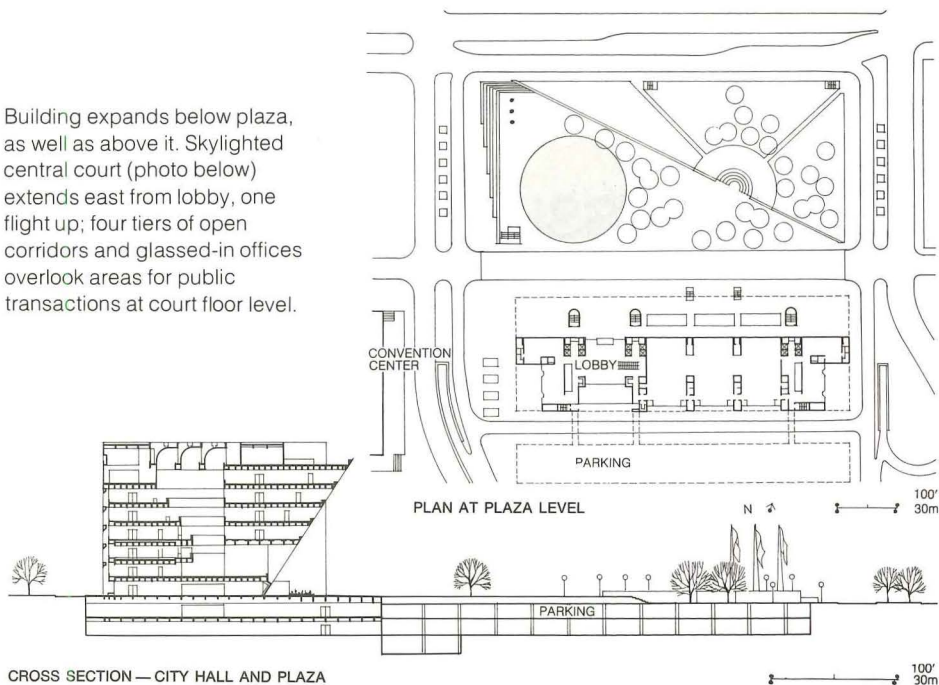 Building expands below plaza,
as well as above it. Skylighted
central court (photo below)
extends east from lobby, one
flight up; four tiers of open
corridors and glassed-in offices
overlook areas for public
transactions at court floor level.
CONVENTION
CENTER
LOBBY
PARKING
PLAN AT PLAZA LEVEL
N
100'
30m
PARKING
CROSS SECTION — CITY HALL AND PLAZA
100'
30m